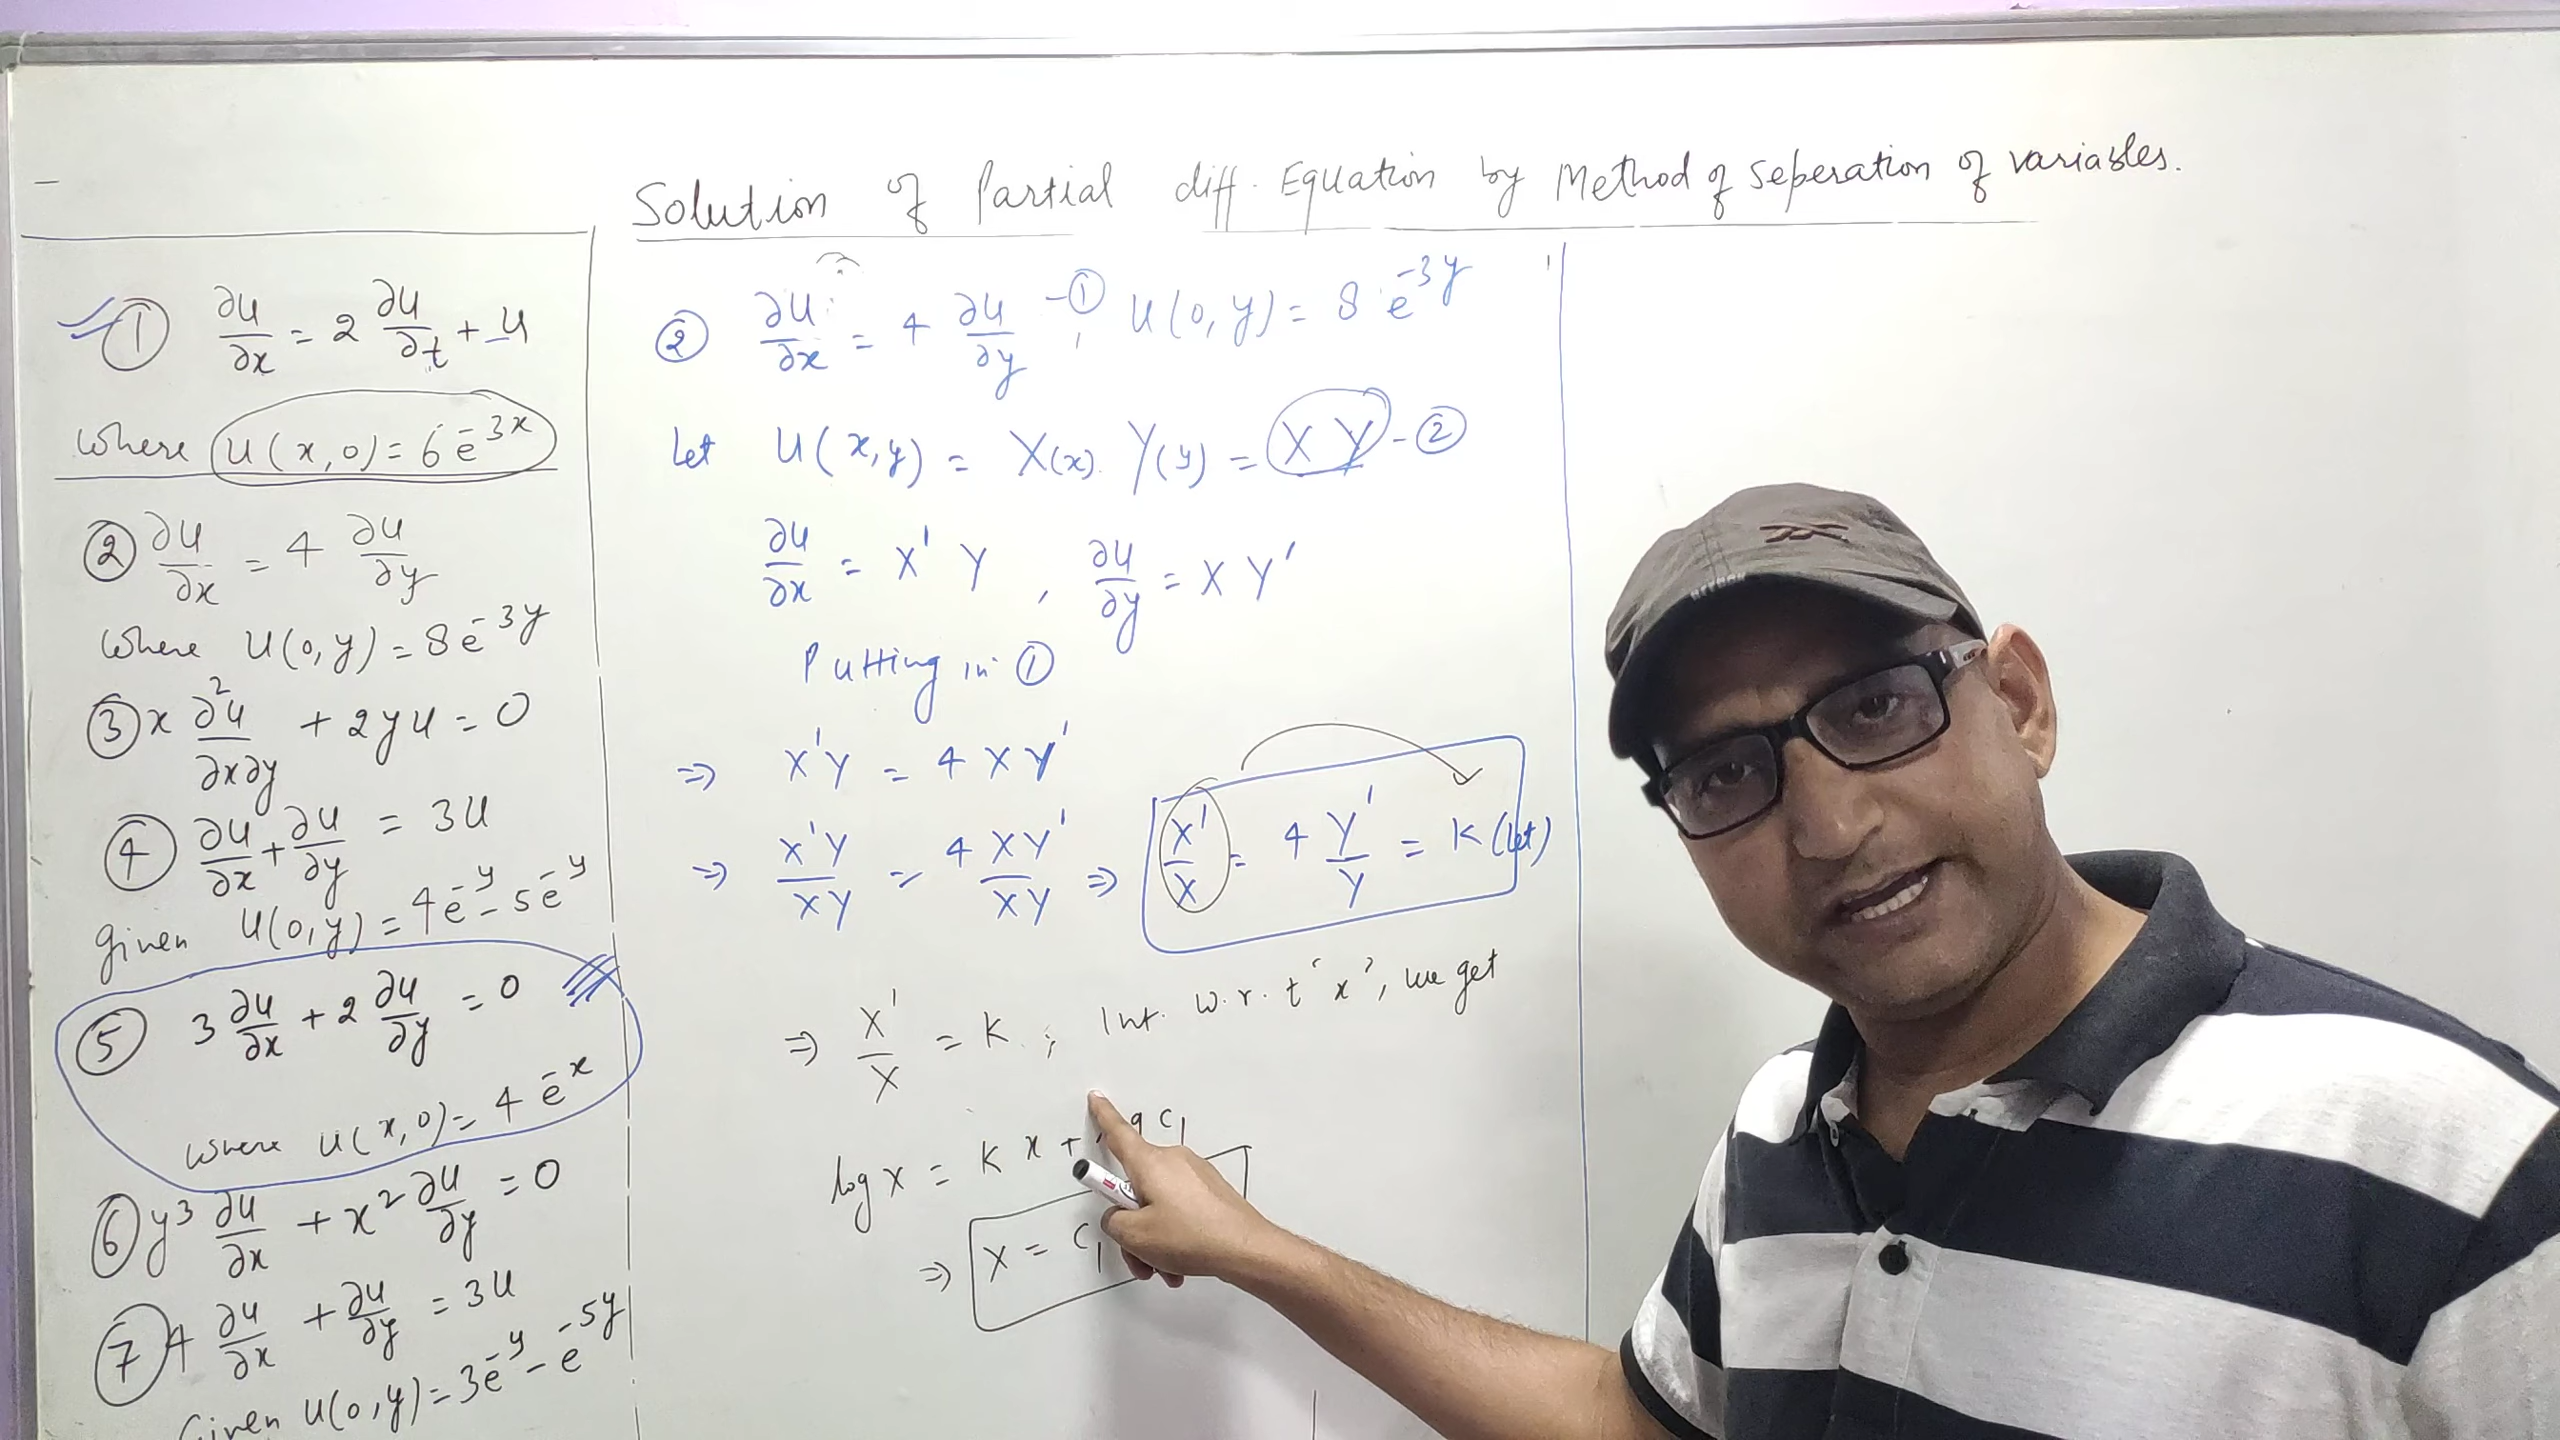 Solution of Partial diff. Equation by Method of Seperation of variables.
① ∂u/∂x = 2 ∂u/∂t + u
where u(x,0) = 6e^-3x
② ∂u/∂x = 4 ∂u/∂y
where u(0,y) = 8e^-3y
③ x ∂²u/∂x∂y + 2yu = 0
④ ∂u/∂x + ∂u/∂y = 3u
given u(0,y) = 4e^-y - 5e^-y
⑤ 3 ∂u/∂x + 2 ∂u/∂y = 0
where u(x,0) = 4e^-x
⑥ y³ ∂u/∂x + x² ∂u/∂y = 0
⑦ 4 ∂u/∂x + ∂u/∂y = 3u
Given u(0,y) = 3e^-y - e^-5y
② ∂u/∂x = 4 ∂u/∂y -①, u(0,y) = 8e^-3y
Let u(x,y) = X(x). Y(y) = XY -②
∂u/∂x = X'Y, ∂u/∂y = XY'
Putting in ①
⇒ X'Y = 4XY'
⇒ X'Y/XY = 4 XY'/XY ⇒ X'/X = 4 Y'/Y = K (let)
⇒ X'/X = K ; Int. w.r.t 'x', we get
log X = Kx + c₁
⇒ X = c₁